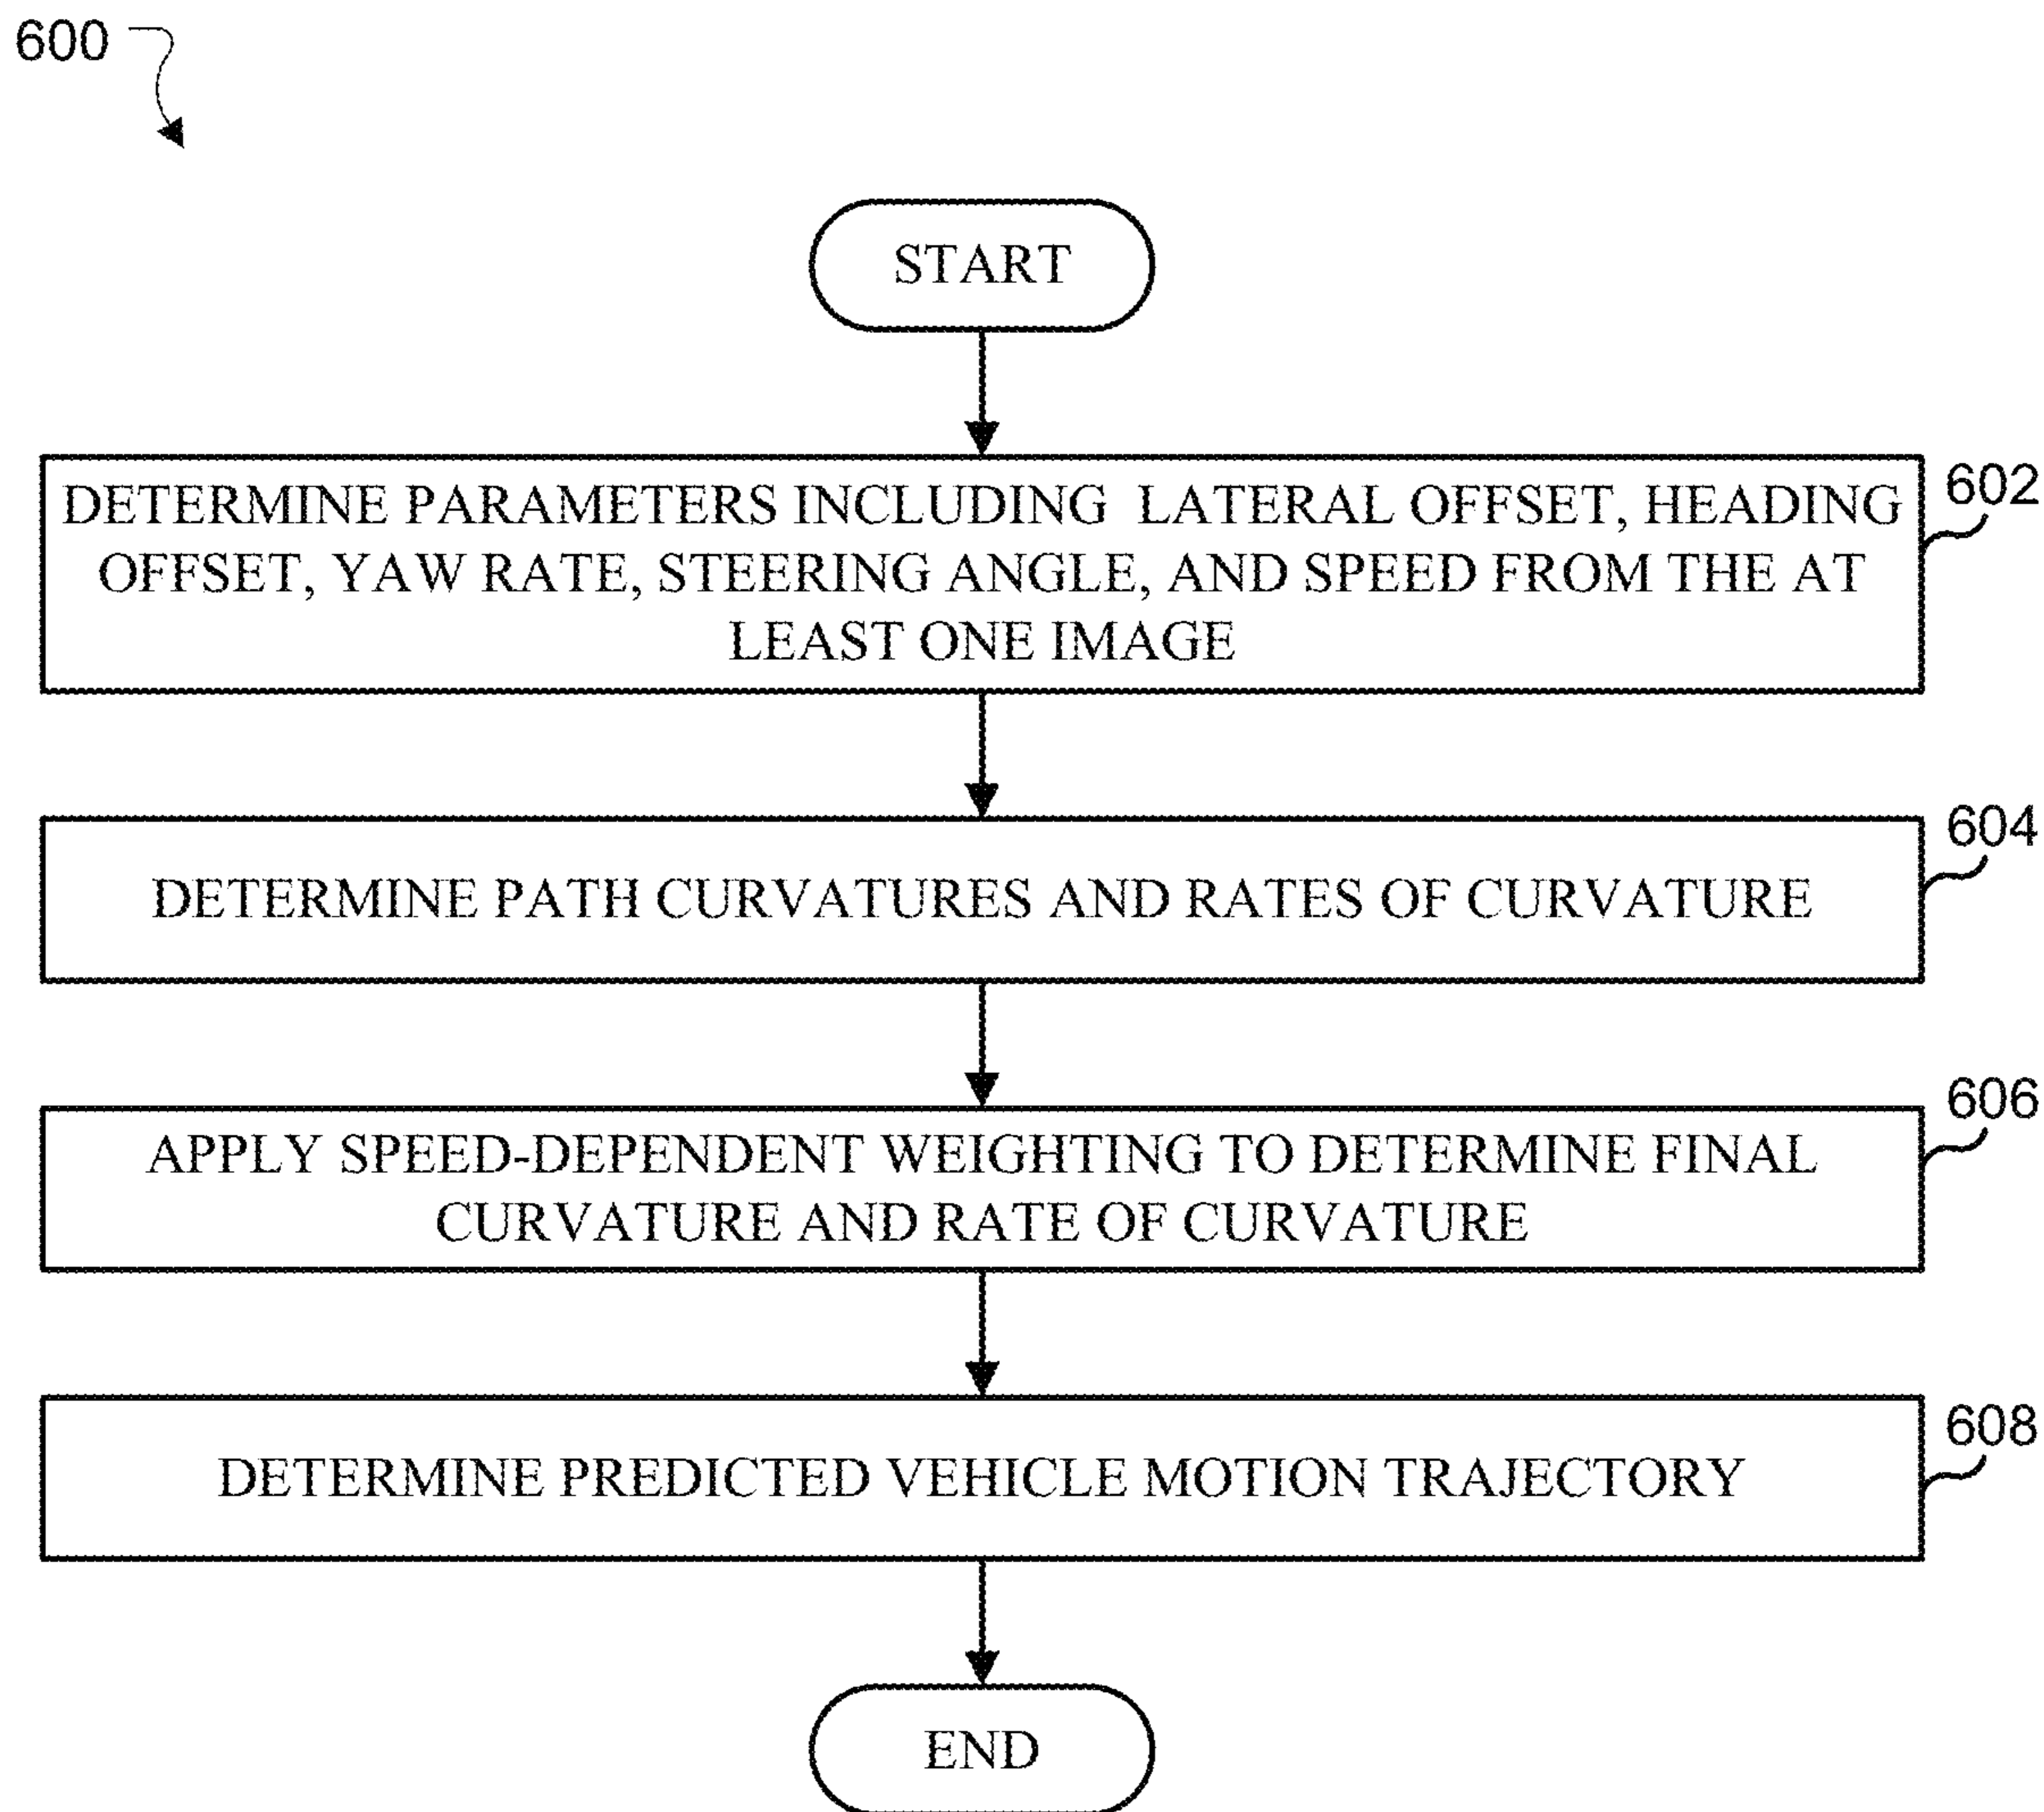 600
START
DETERMINE PARAMETERS INCLUDING LATERAL OFFSET, HEADING
OFFSET, YAW RATE, STEERING ANGLE, AND SPEED FROM THE AT
LEAST ONE IMAGE
602
DETERMINE PATH CURVATURES AND RATES OF CURVATURE
604
APPLY SPEED-DEPENDENT WEIGHTING TO DETERMINE FINAL
CURVATURE AND RATE OF CURVATURE
606
DETERMINE PREDICTED VEHICLE MOTION TRAJECTORY
608
END